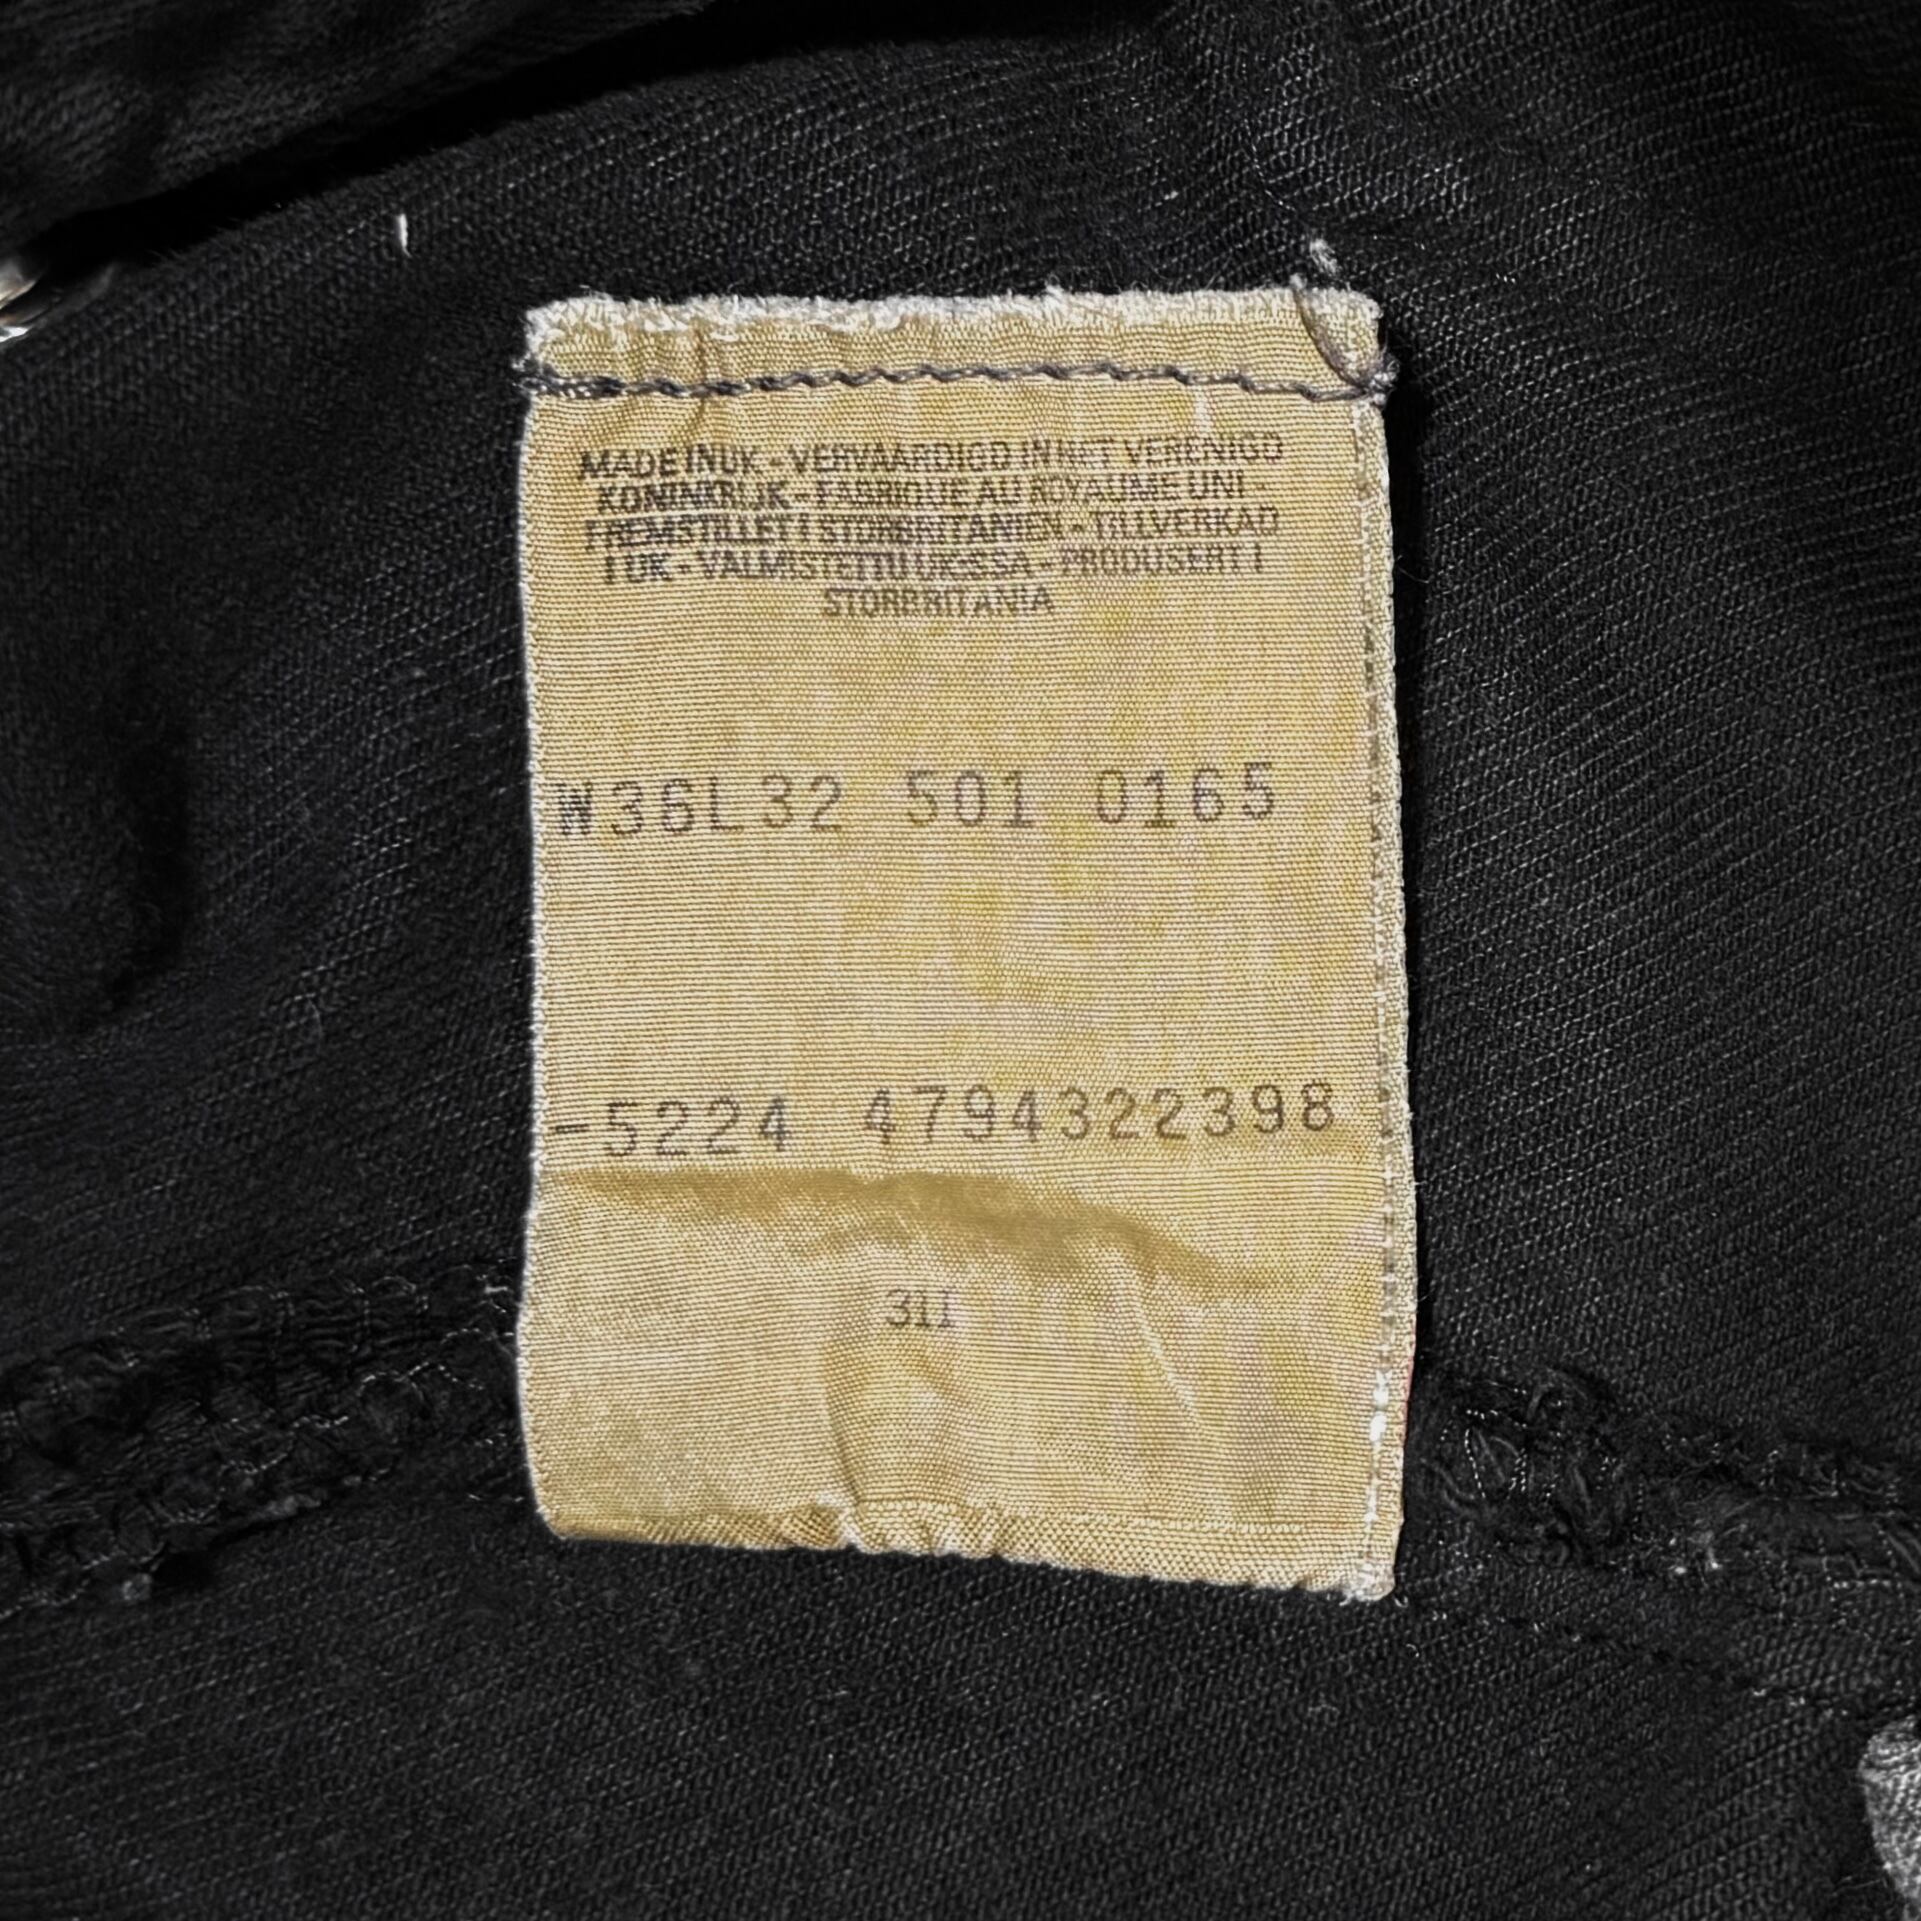 MADE IN UK - VERVAARDIGD IN HET VERENIGD
KONINKRIJK - FABRIQUE AU ROYAUME UNI -
FREMSTILLET I STORBRITANIEN - TILLVERKAD
I UK - VALMISTETTU UK:SSA - PRODUSERT I
STORBRITANIA
W36L32 501 0165
-5224 4794322398
311